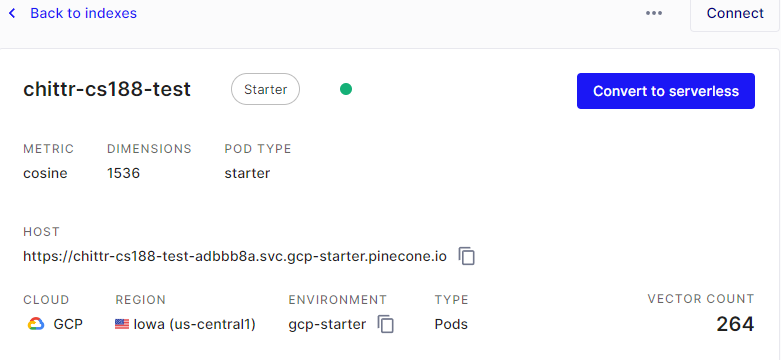 Back to indexes
Connect
chittr-cs188-test
Starter
Convert to serverless
METRIC DIMENSIONS POD TYPE
cosine 1536 starter
HOST
https://chittr-cs188-test-adbbb8a.svc.gcp-starter.pinecone.io
CLOUD REGION ENVIRONMENT TYPE VECTOR COUNT
GCP Iowa (us-central1) gcp-starter Pods 264